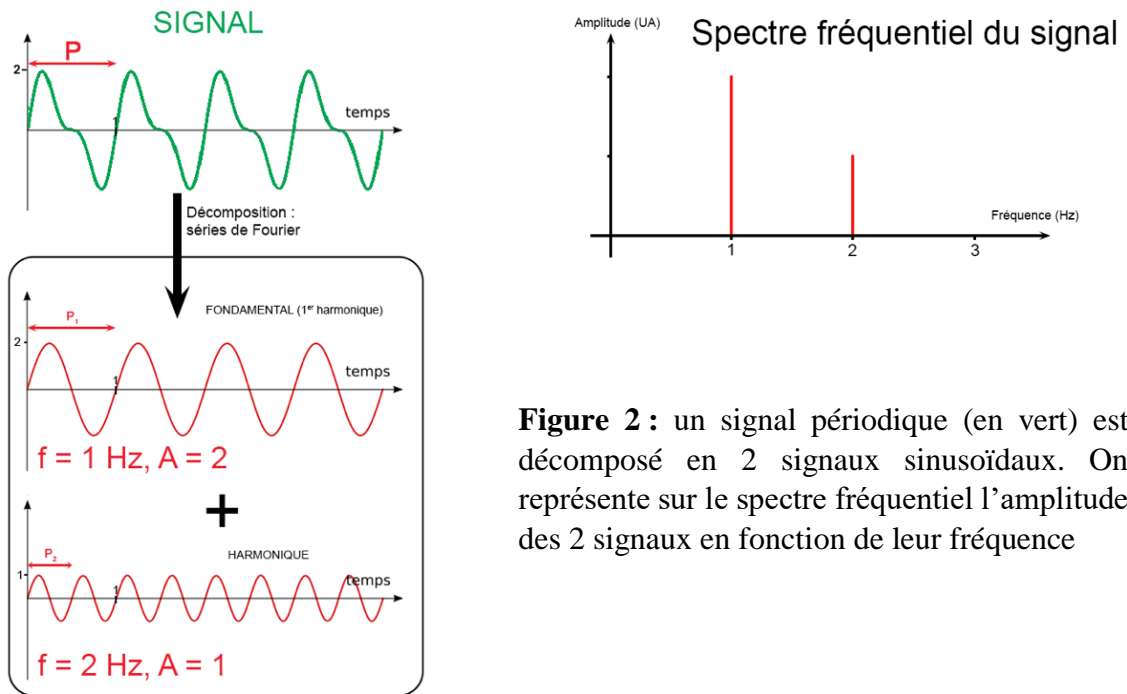 SIGNAL
P
2
temps
1
Décomposition :
séries de Fourier
FONDAMENTAL (1er harmonique)
P1
2
temps
1
f = 1 Hz, A = 2
+
HARMONIQUE
P2
1
temps
1
f = 2 Hz, A = 1
Amplitude (UA)
Spectre fréquentiel du signal
Fréquence (Hz)
1
2
3
Figure 2 : un signal périodique (en vert) est
décomposé en 2 signaux sinusoïdaux. On
représente sur le spectre fréquentiel l’amplitude
des 2 signaux en fonction de leur fréquence